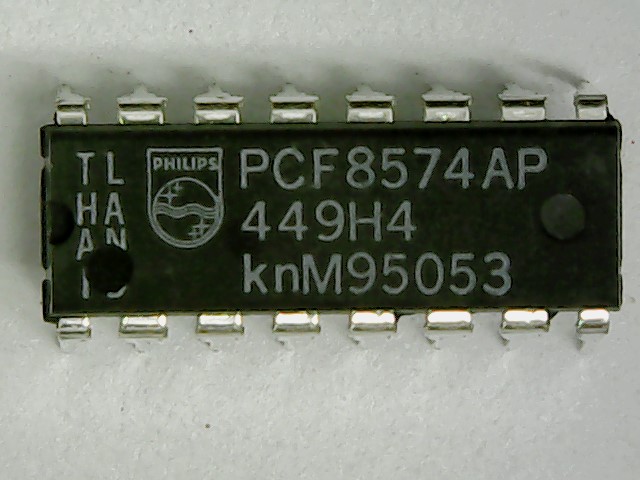 PHILIPS
PCF8574AP
449H4
knM95053
TL
HA
AN